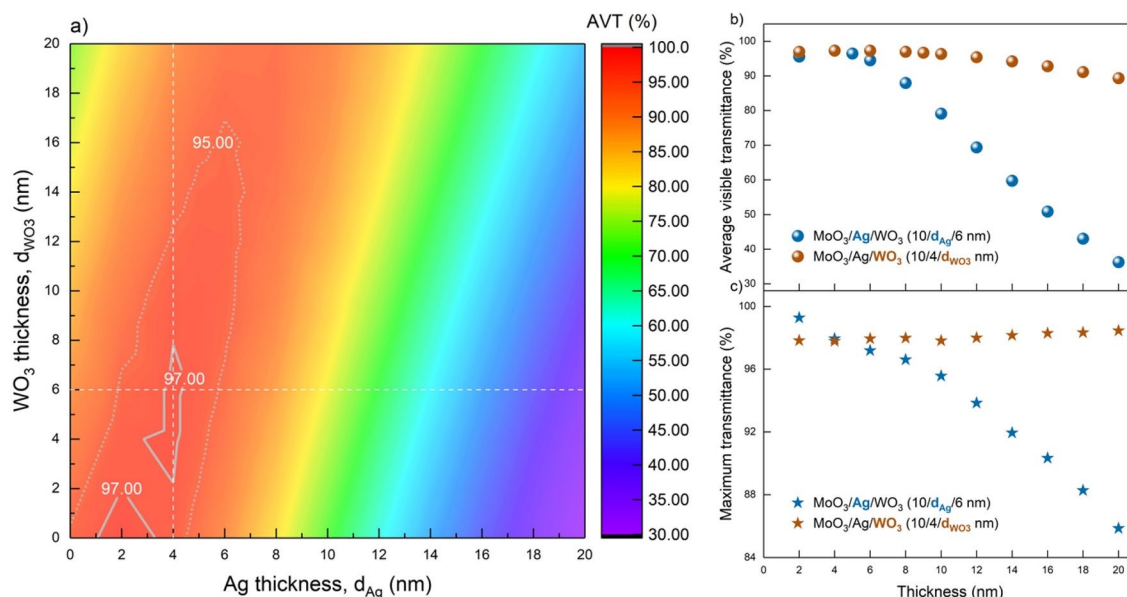 a)
AVT (%)
20
18
16
14
12
10
8
6
4
2
0
WO3 thickness, dWO3 (nm)
95.00
97.00
97.00
0 2 4 6 8 10 12 14 16 18 20
Ag thickness, dAg (nm)
100.0
95.00
90.00
85.00
80.00
75.00
70.00
65.00
60.00
55.00
50.00
45.00
40.00
35.00
30.00
b)
Average visible transmittance (%)
100
90
80
70
60
50
40
30
MoO3/Ag/WO3 (10/dAg/6 nm)
MoO3/Ag/WO3 (10/4/dWO3 nm)
c)
Maximum transmittance (%)
100
96
92
88
84
MoO3/Ag/WO3 (10/dAg/6 nm)
MoO3/Ag/WO3 (10/4/dWO3 nm)
0 2 4 6 8 10 12 14 16 18 20
Thickness (nm)